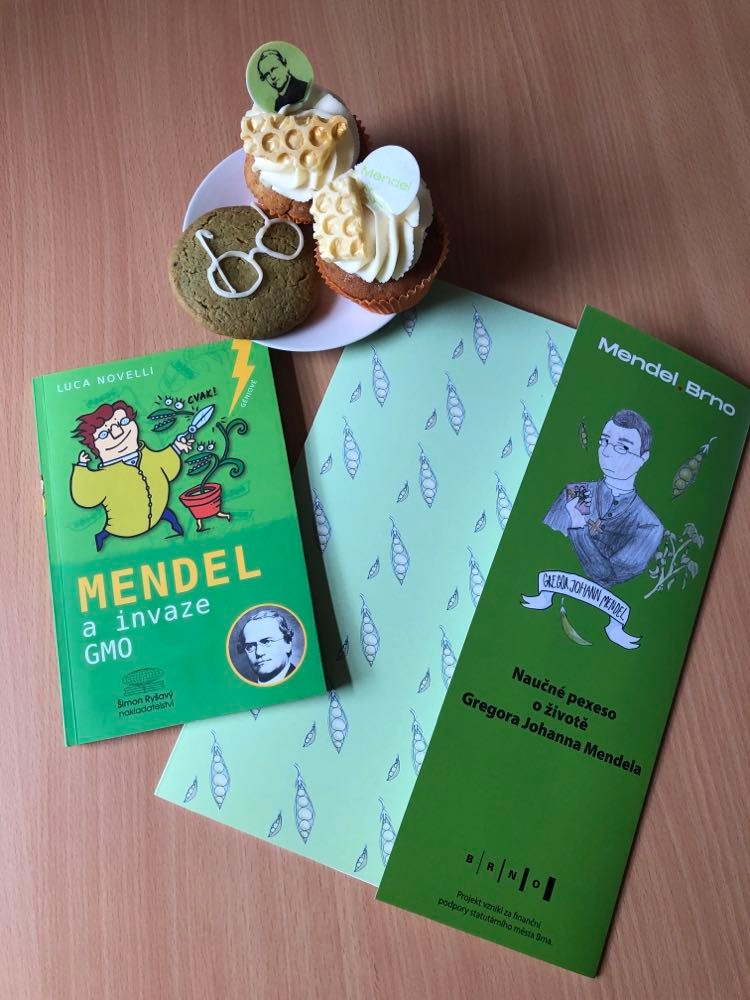 Mendel
LUCA NOVELLI
GÉNIOVÉ
CVAK!
MENDEL
a invaze
GMO
Šimon Ryšavý
nakladatelství
Mendel.Brno
GREGOR JOHANN MENDEL
Naučné pexeso
o životě
Gregora Johanna Mendela
B|R|N|O
Projekt vznikl za finanční
podpory statutárního města Brna.